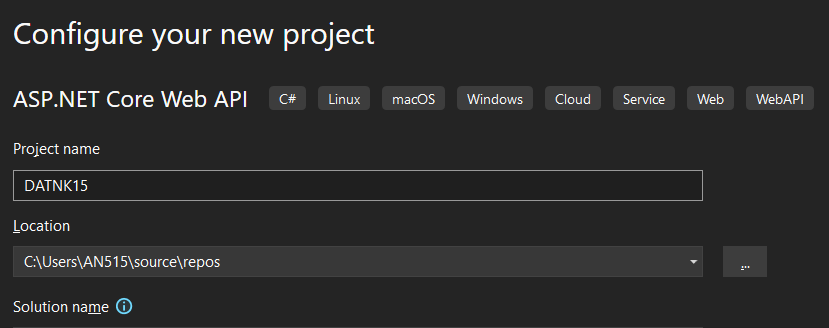 Configure your new project
ASP.NET Core Web API C# Linux macOS Windows Cloud Service Web WebAPI
Project name
DATNK15
Location
C:\Users\AN515\source\repos ...
Solution name